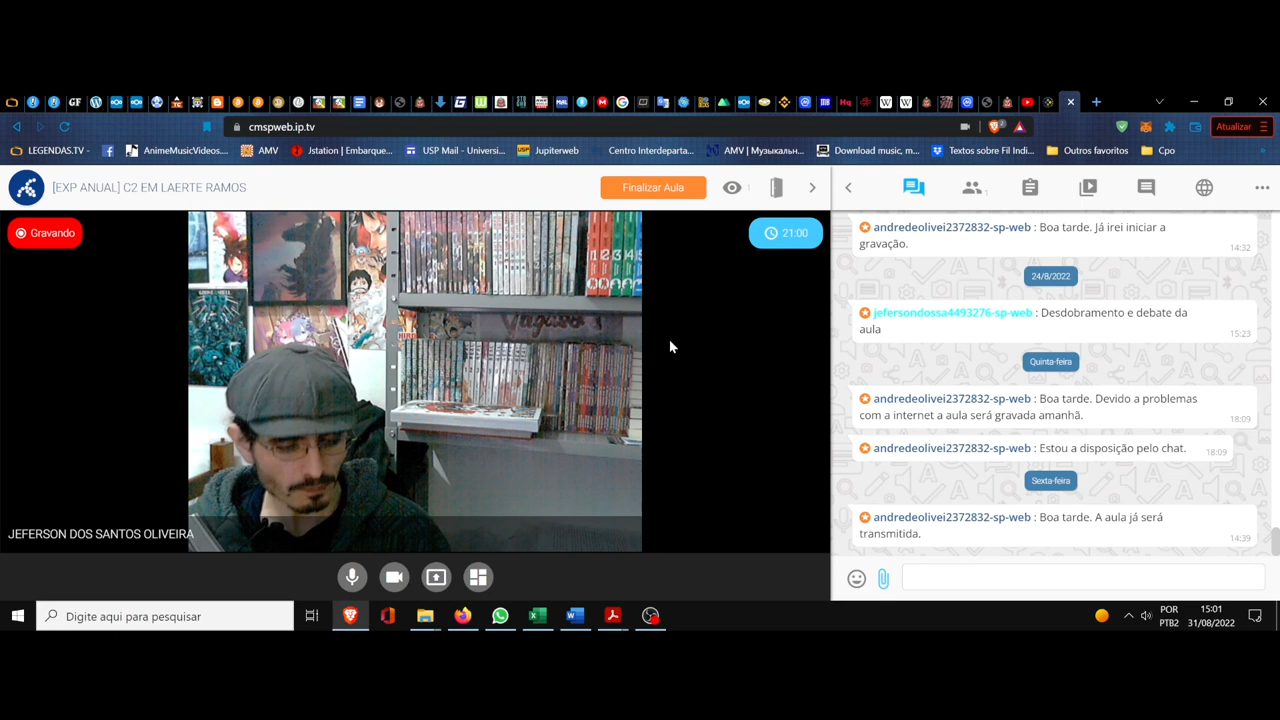 cmspweb.ip.tv
Atualizar
LEGENDAS.TV -
AnimeMusicVideos...
AMV
Jstation | Embarque...
USP Mail - Universi...
Jupiterweb
Centro Interdeparta...
AMV | Музыкальн...
Download music, m...
Textos sobre Fil Indi...
Outros favoritos
Cpo
[EXP ANUAL] C2 EM LAERTE RAMOS
Finalizar Aula
1
1
Gravando
21:00
JEFERSON DOS SANTOS OLIVEIRA
andredeolivei2372832-sp-web : Boa tarde. Já irei iniciar a
gravação.
14:32
24/8/2022
jefersondossa4493276-sp-web : Desdobramento e debate da
aula
15:23
Quinta-feira
andredeolivei2372832-sp-web : Boa tarde. Devido a problemas
com a internet a aula será gravada amanhã.
18:09
andredeolivei2372832-sp-web : Estou a disposição pelo chat.
18:09
Sexta-feira
andredeolivei2372832-sp-web : Boa tarde. A aula já será
transmitida.
14:39
Digite aqui para pesquisar
POR
PTB2
15:01
31/08/2022